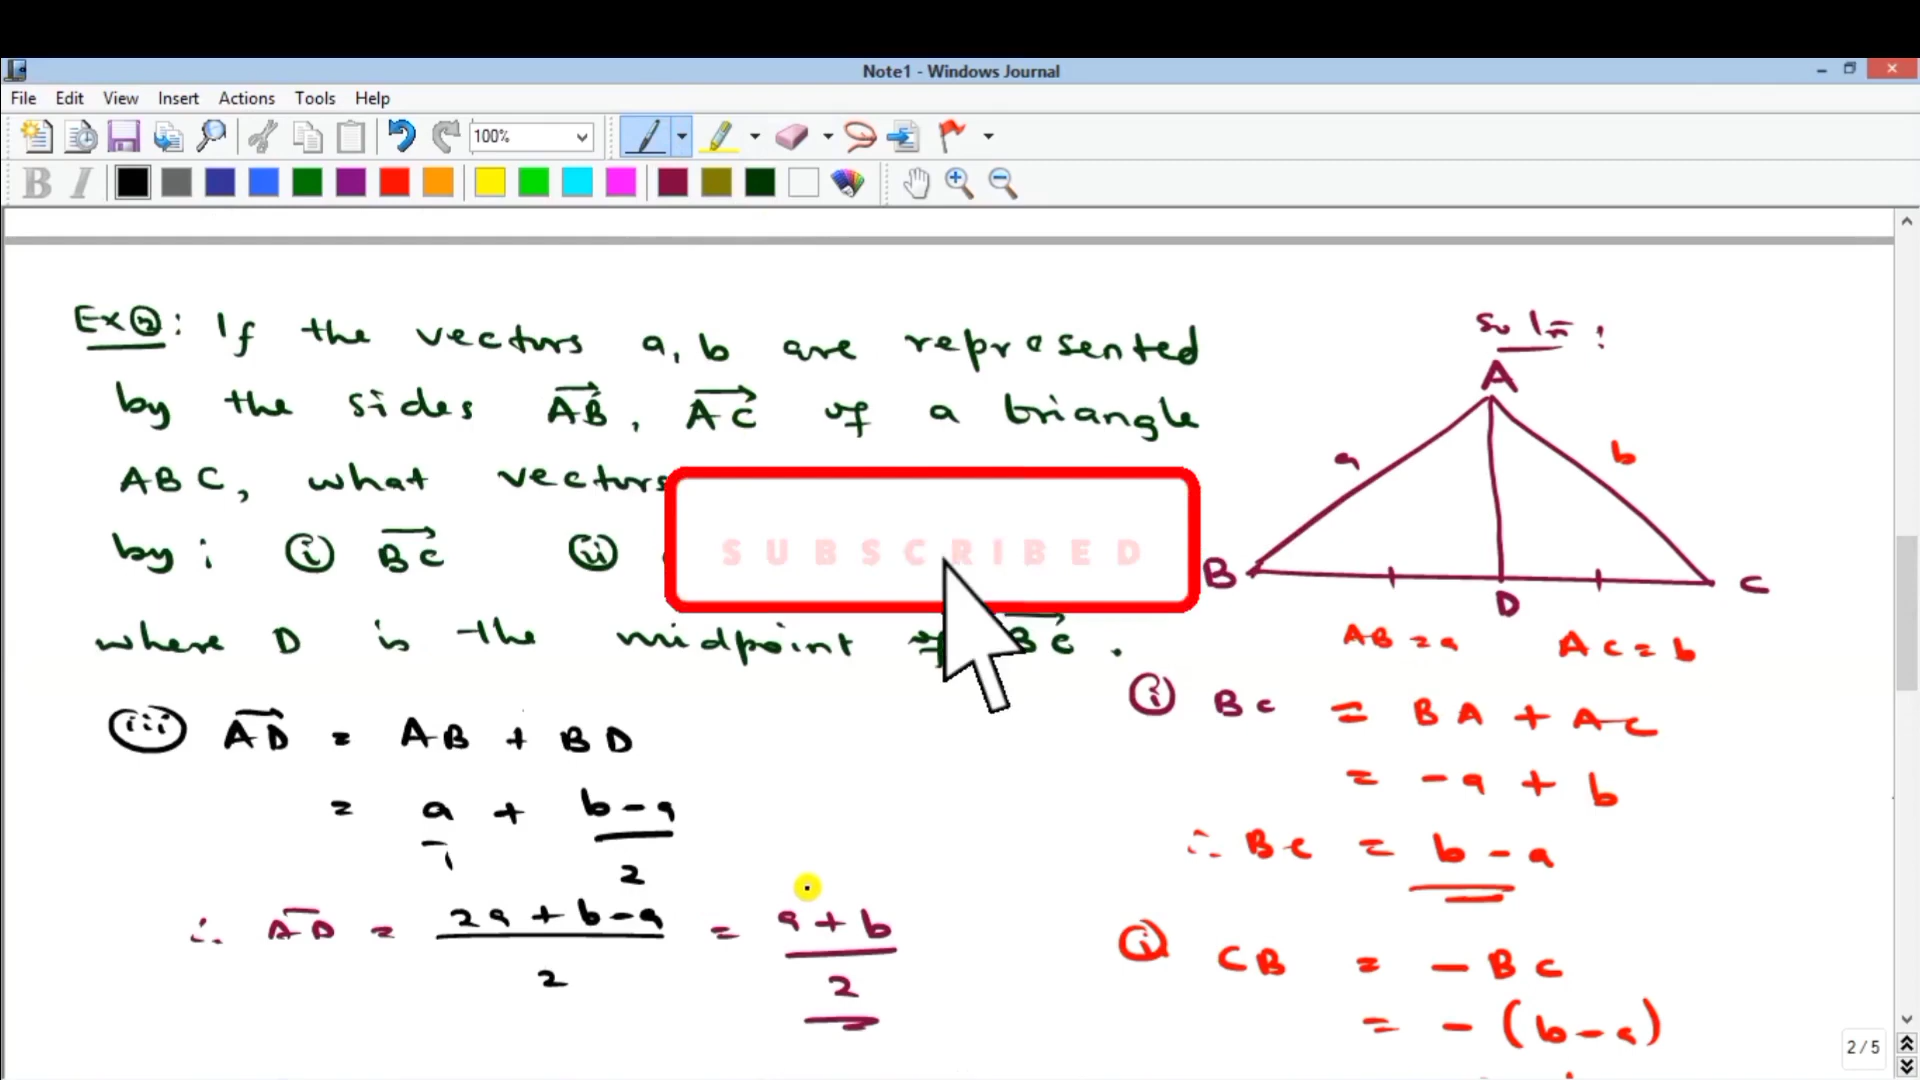 Note1 - Windows Journal
File Edit View Insert Actions Tools Help
100%
B I
Ex②: If the vectors a, b are represented
by the sides AB, AC of a triangle
ABC, what vectors
by: (i) BC (ii)
where D is the midpoint of BC.
SUBSCRIBED
(iii) AD = AB + BD
= a + b-a
1 2
∴ AD = 2a+b-a = a+b
2 2
Soln:
A
a b
B D C
AB = a AC = b
(i) BC = BA + AC
= -a + b
∴ BC = b - a
(ii) CB = - BC
= - (b-a)
2/5